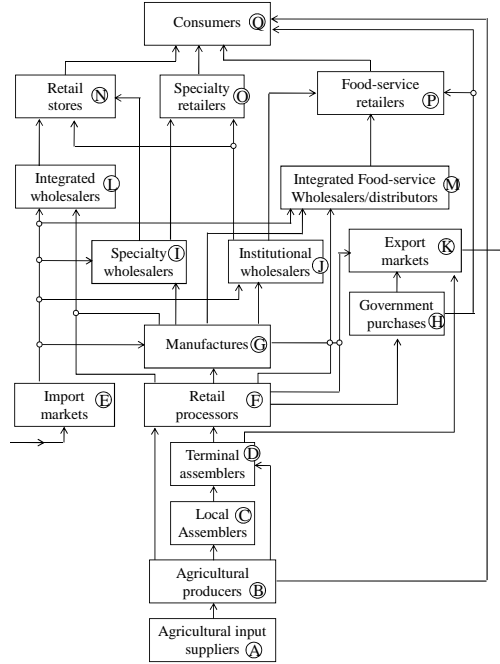 Consumers Q
Retail
stores N
Specialty
retailers O
Food-service
retailers P
Integrated
wholesalers L
Integrated Food-service
Wholesalers/distributors M
Specialty
wholesalers I
Institutional
wholesalers J
Export
markets K
Government
purchases H
Manufactures G
Import
markets E
Retail
processors F
Terminal
assemblers D
Local
Assemblers C
Agricultural
producers B
Agricultural input
suppliers A